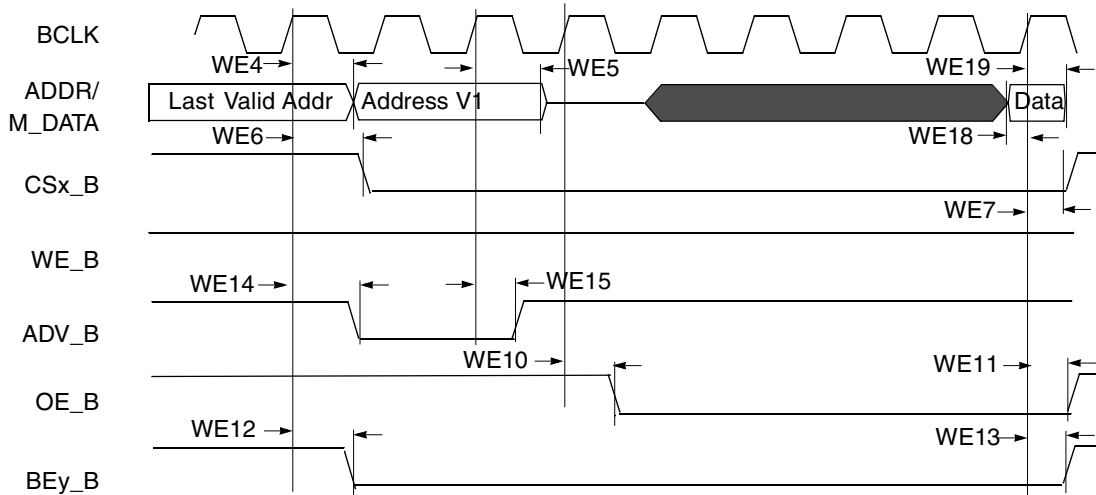 BCLK
WE4
WE5
WE19
ADDR/
M_DATA
Last Valid Addr
Address V1
Data
WE6
WE18
CSx_B
WE7
WE_B
WE14
WE15
ADV_B
WE10
WE11
OE_B
WE12
WE13
BEy_B